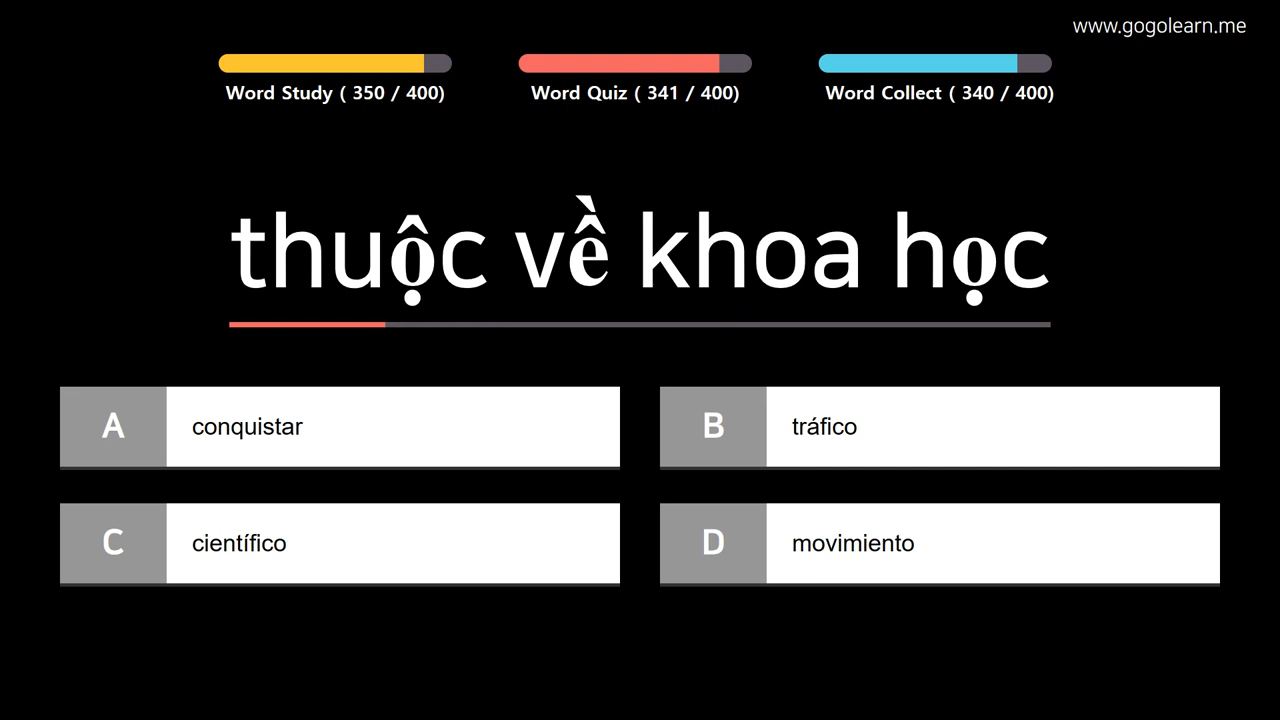 www.gogolearn.me
Word Study ( 350 / 400)
Word Quiz ( 341 / 400)
Word Collect ( 340 / 400)
thuộc về khoa học
A conquistar
B tráfico
C científico
D movimiento